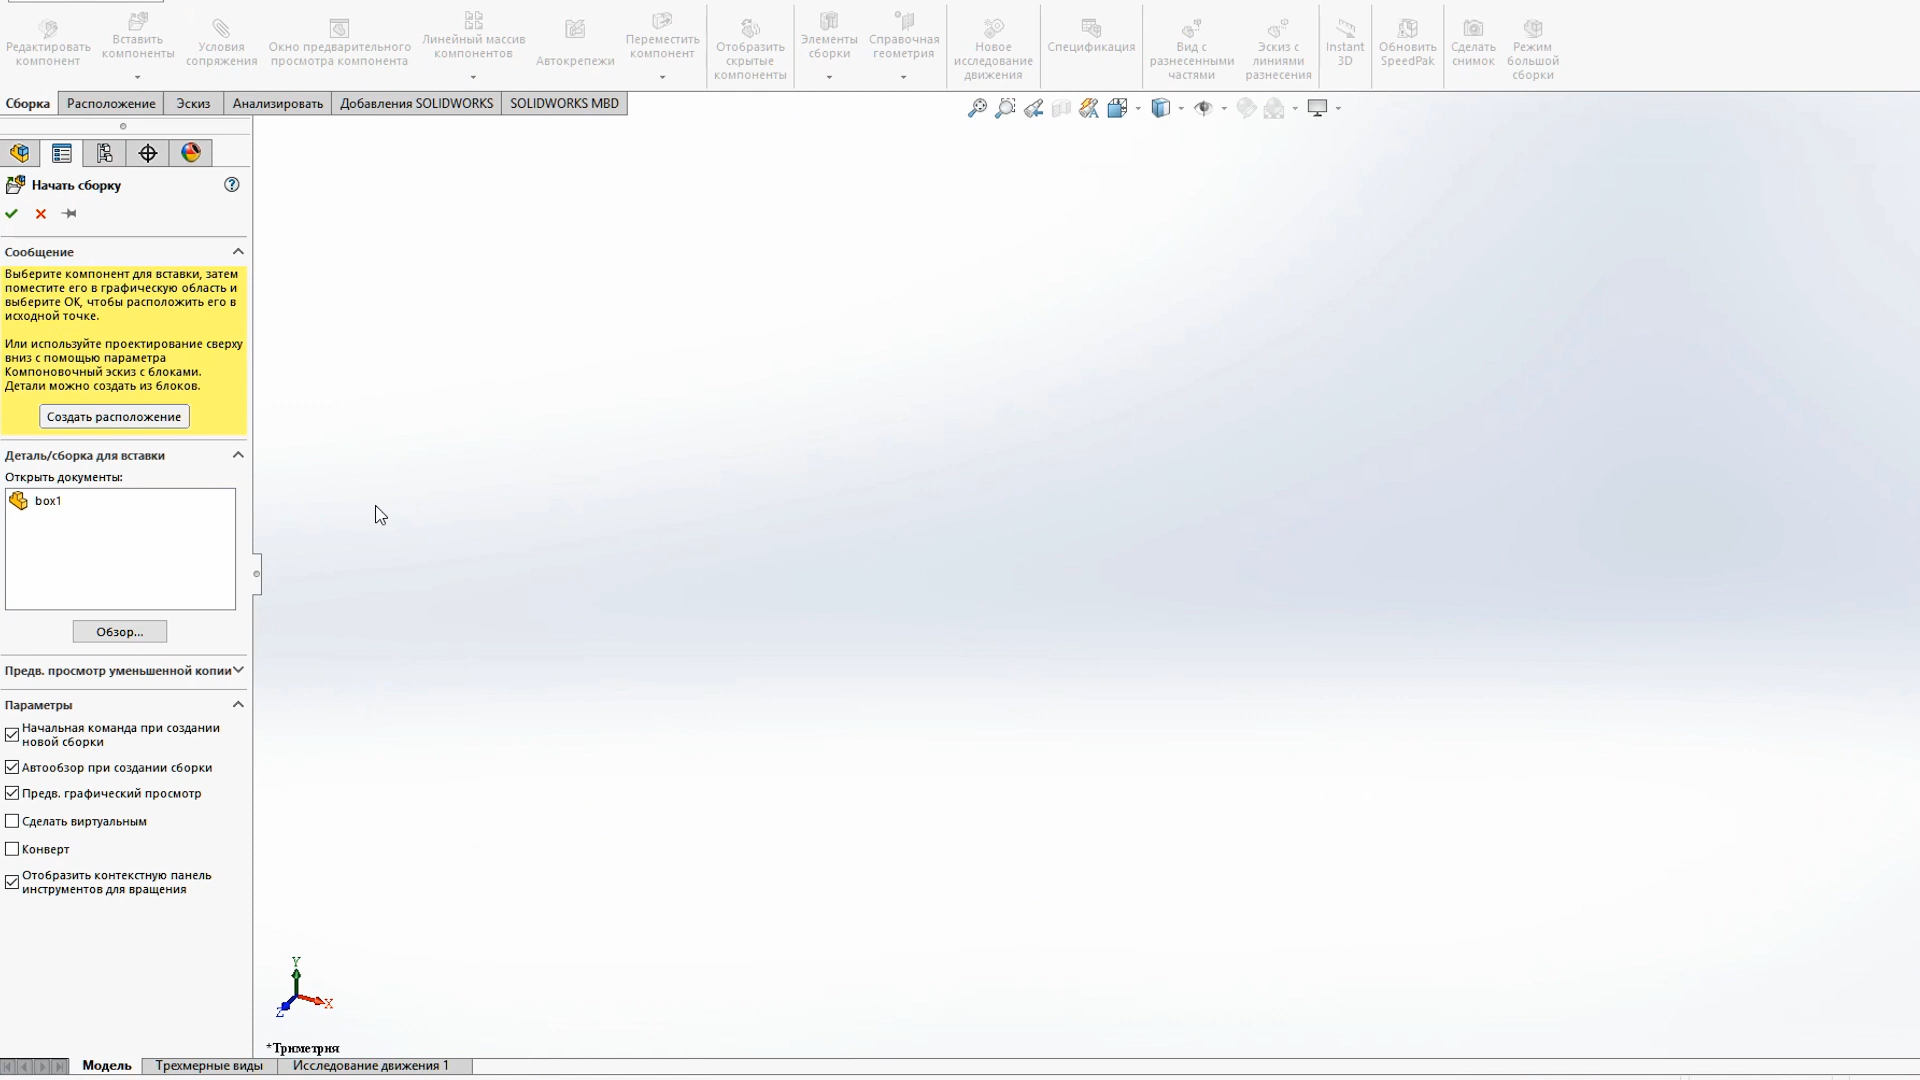 Редактировать
компонент
Вставить
компоненты
Условия
сопряжения
Окно предварительного
просмотра компонента
Линейный массив
компонентов
Автокрепежи
Переместить
компонент
Отобразить
скрытые
компоненты
Элементы
сборки
Справочная
геометрия
Новое
исследование
движения
Спецификация
Вид с
разнесенными
частями
Эскиз с
линиями
разнесения
Instant
3D
Обновить
SpeedPak
Сделать
снимок
Режим
большой
сборки
Сборка
Расположение
Эскиз
Анализировать
Добавления SOLIDWORKS
SOLIDWORKS MBD
Начать сборку
Сообщение
Выберите компонент для вставки, затем
поместите его в графическую область и
выберите OK, чтобы расположить его в
исходной точке.
Или используйте проектирование сверху
вниз с помощью параметра
Компоновочный эскиз с блоками.
Детали можно создать из блоков.
Создать расположение
Деталь/сборка для вставки
Открыть документы:
box1
Обзор...
Предв. просмотр уменьшенной копии
Параметры
Начальная команда при создании
новой сборки
Автообзор при создании сборки
Предв. графический просмотр
Сделать виртуальным
Конверт
Отобразить контекстную панель
инструментов для вращения
Y
X
Z
*Триметрия
Модель
Трехмерные виды
Исследование движения 1